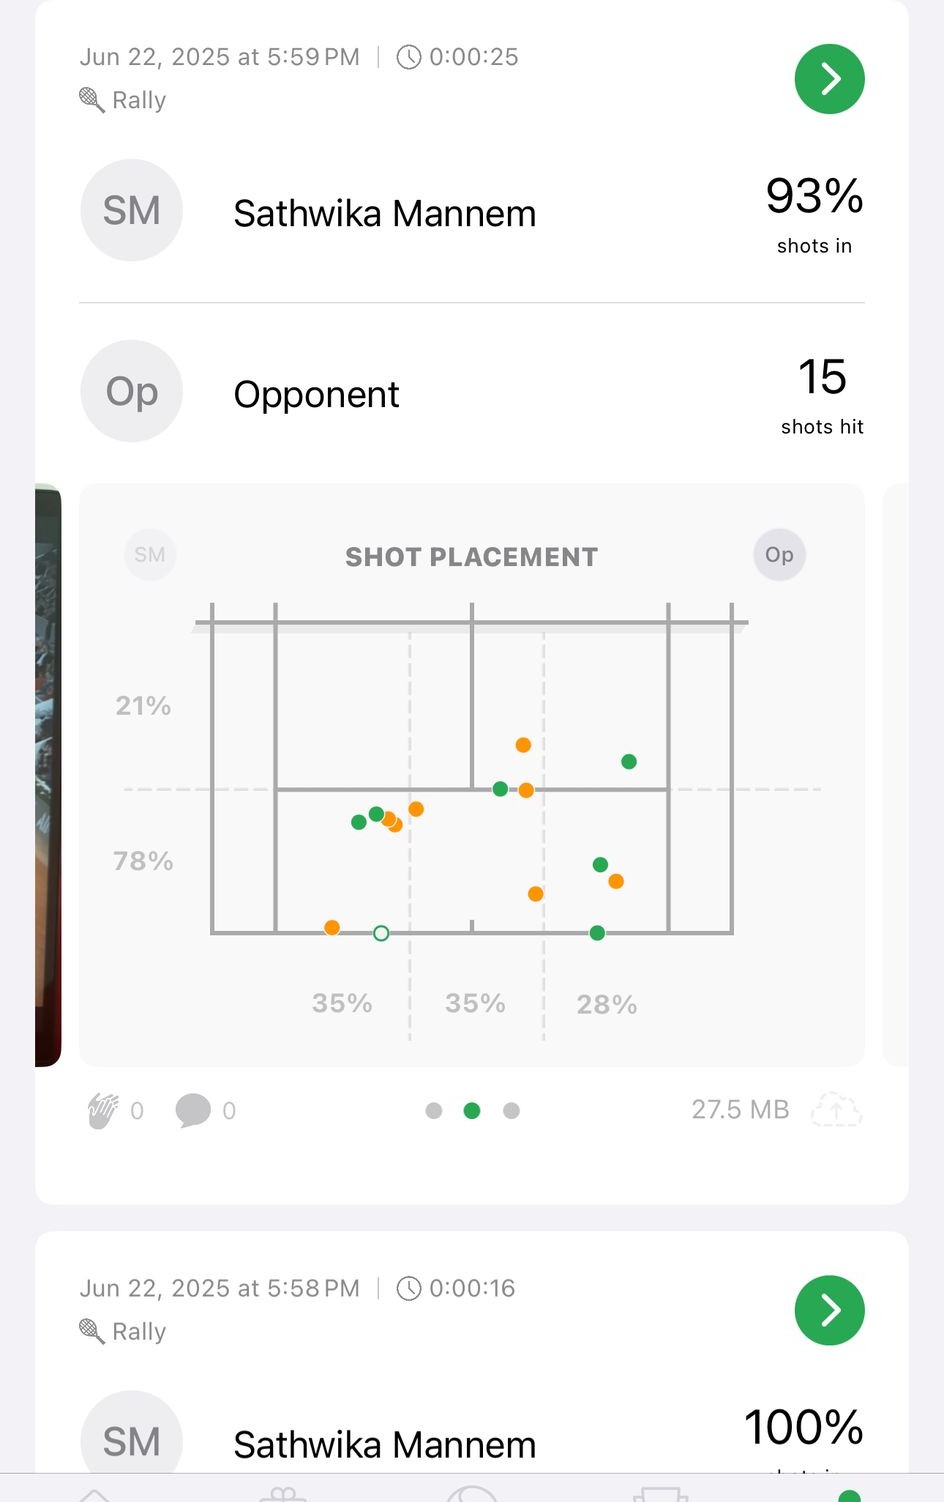 Jun 22, 2025 at 5:59 PM | 0:00:25
Rally
SM Sathwika Mannem 93%
shots in
Op Opponent 15
shots hit
SM SHOT PLACEMENT Op
21%
78%
35% 35% 28%
0 0 27.5 MB
Jun 22, 2025 at 5:58 PM | 0:00:16
Rally
SM Sathwika Mannem 100%